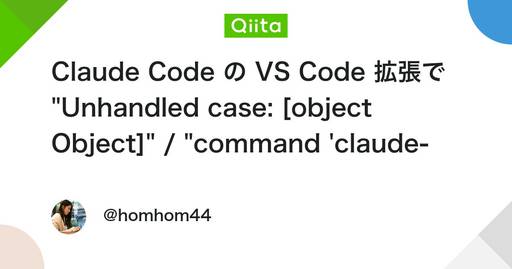 Qiita
Claude Code の VS Code 拡張で
"Unhandled case: [object
Object]" / "command 'claude-
@homhom44